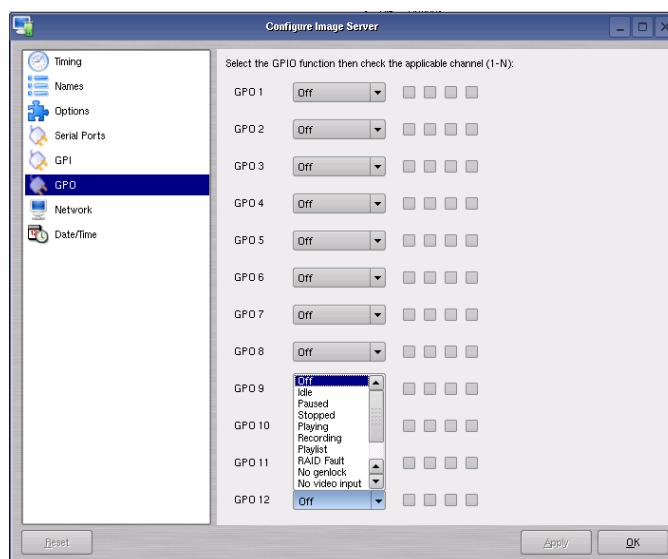 Configure Image Server
Timing
Names
Options
Serial Ports
GPI
GPO
Network
Date/Time
Select the GPIO function then check the applicable channel (1-N):
GPO 1 Off
GPO 2 Off
GPO 3 Off
GPO 4 Off
GPO 5 Off
GPO 6 Off
GPO 7 Off
GPO 8 Off
GPO 9
Off
Idle
Paused
Stopped
Playing
Recording
Playlist
RAID Fault
No genlock
No video input
GPO 10
GPO 11
GPO 12 Off
Reset
Apply
OK